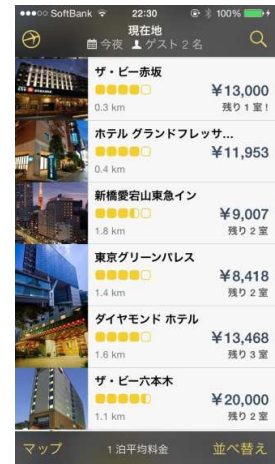 SoftBank 22:30 100%
現在地
今夜 ゲスト 2 名
ザ・ビー赤坂
¥13,000
0.3 km 残り 1 室!
ホテル グランドフレッサ...
¥11,953
0.4 km
新橋愛宕山東急イン
¥9,007
1.8 km 残り 2 室
東京グリーンパレス
¥8,418
1.4 km 残り 2 室
ダイヤモンド ホテル
¥13,468
1.6 km 残り 3 室
ザ・ビー六本木
¥20,000
1.1 km 残り 2 室
マップ 1 泊平均料金 並べ替え